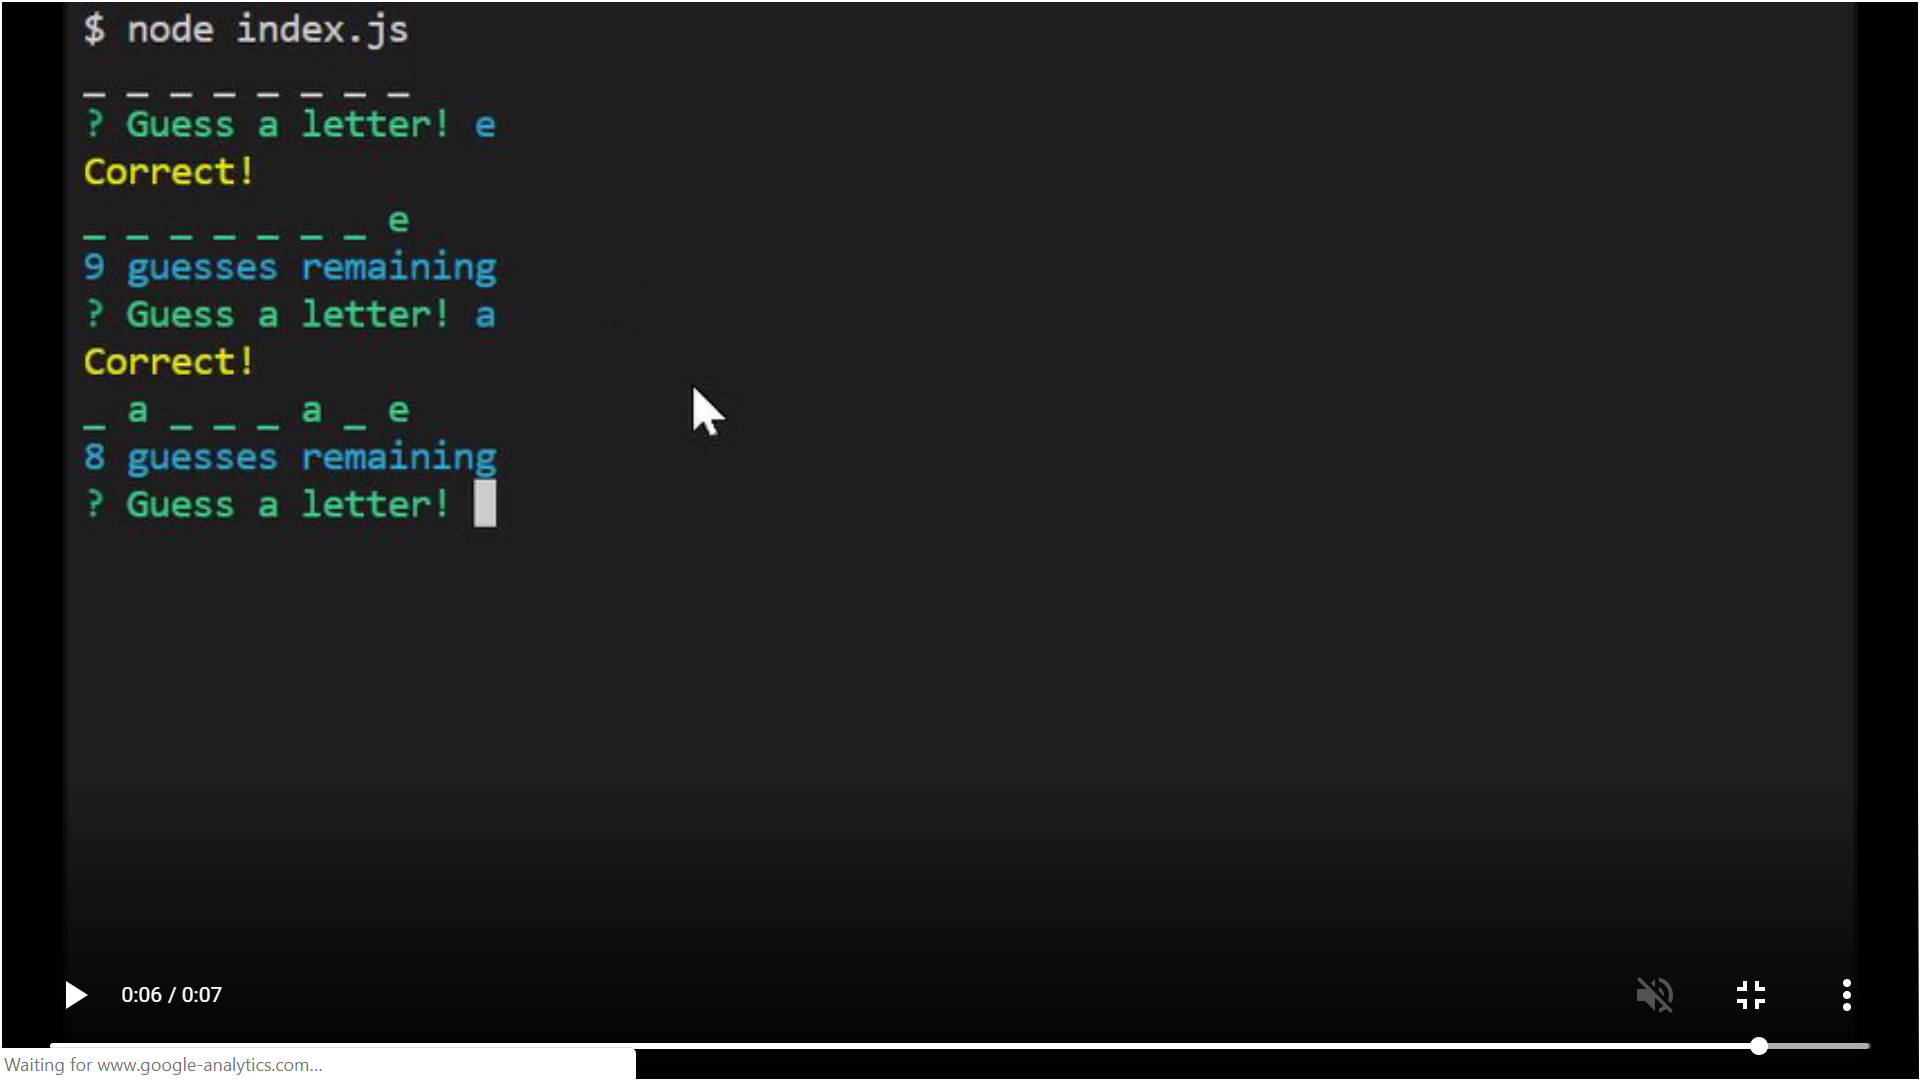 $ node index.js
_ _ _ _ _ _ _ _
? Guess a letter! e
Correct!
_ _ _ _ _ _ _ e
9 guesses remaining
? Guess a letter! a
Correct!
_ a _ _ _ a _ e
8 guesses remaining
? Guess a letter!
0:06 / 0:07
Waiting for www.google-analytics.com...